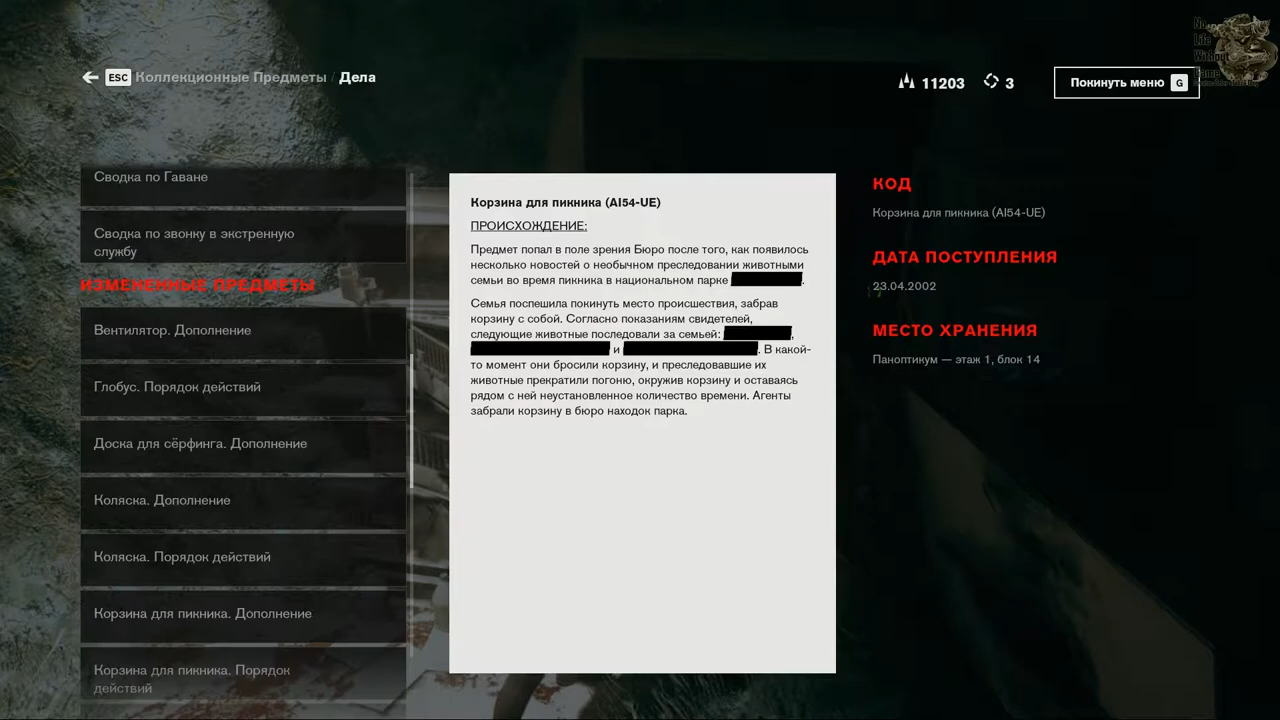 ESC Коллекционные Предметы / Дела
11203 3 Покинуть меню G
No
Life
Without
Game
Сводка по Гаване
Сводка по звонку в экстренную
службу
ИЗМЕНЕННЫЕ ПРЕДМЕТЫ
Вентилятор. Дополнение
Глобус. Порядок действий
Доска для сёрфинга. Дополнение
Коляска. Дополнение
Коляска. Порядок действий
Корзина для пикника. Дополнение
Корзина для пикника. Порядок
действий
Корзина для пикника (AI54-UE)
ПРОИСХОЖДЕНИЕ:
Предмет попал в поле зрения Бюро после того, как появилось
несколько новостей о необычном преследовании животными
семьи во время пикника в национальном парке .
Семья поспешила покинуть место происшествия, забрав
корзину с собой. Согласно показаниям свидетелей,
следующие животные последовали за семьей: ,
и . В какой-
то момент они бросили корзину, и преследовавшие их
животные прекратили погоню, окружив корзину и оставаясь
рядом с ней неустановленное количество времени. Агенты
забрали корзину в бюро находок парка.
КОД
Корзина для пикника (AI54-UE)
ДАТА ПОСТУПЛЕНИЯ
23.04.2002
МЕСТО ХРАНЕНИЯ
Паноптикум — этаж 1, блок 14